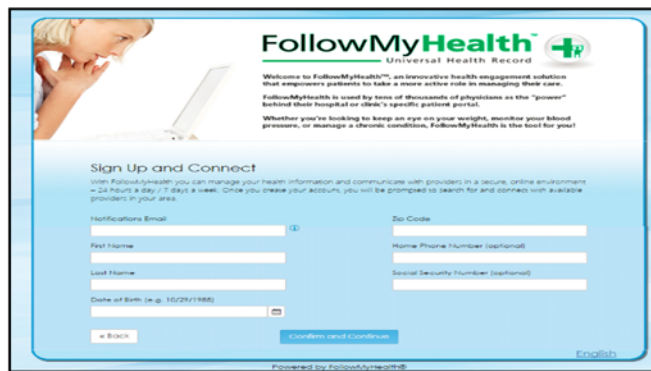 FollowMyHealth™
Universal Health Record
Welcome to FollowMyHealth™, an innovative health engagement solution
that empowers patients to take a more active role in managing their care.
FollowMyHealth is used by tens of thousands of physicians as the "power"
behind their hospital or clinic's specific patient portal.
Whether you're looking to keep an eye on your weight, monitor your blood
pressure, or manage a chronic condition, FollowMyHealth is the tool for you!
Sign Up and Connect
With FollowMyHealth you can manage your health information and communicate with providers in a secure, online environment
– 24 hours a day / 7 days a week. Once you create your account, you will be prompted to search for and connect with available
providers in your area.
Notifications Email
Zip Code
First Name
Home Phone Number (optional)
Last Name
Social Security Number (optional)
Date of Birth (e.g. 10/29/1988)
« Back
Confirm and Continue
English
Powered by FollowMyHealth®